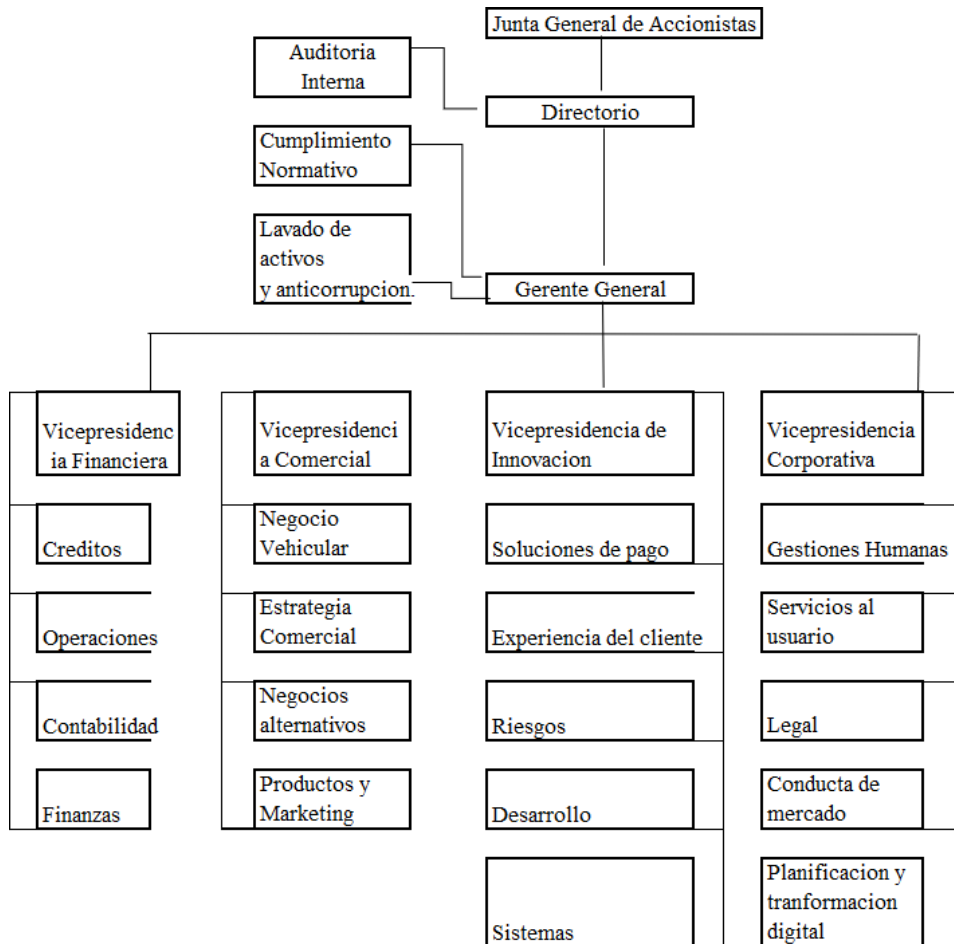 Junta General de Accionistas
Auditoria
Interna
Directorio
Cumplimiento
Normativo
Lavado de
activos
y anticorrupcion.
Gerente General
Vicepresidenc
ia Financiera
Creditos
Operaciones
Contabilidad
Finanzas
Vicepresidenci
a Comercial
Negocio
Vehicular
Estrategia
Comercial
Negocios
alternativos
Productos y
Marketing
Vicepresidencia de
Innovacion
Soluciones de pago
Experiencia del cliente
Riesgos
Desarrollo
Sistemas
Vicepresidencia
Corporativa
Gestiones Humanas
Servicios al
usuario
Legal
Conducta de
mercado
Planificacion y
tranformacion
digital